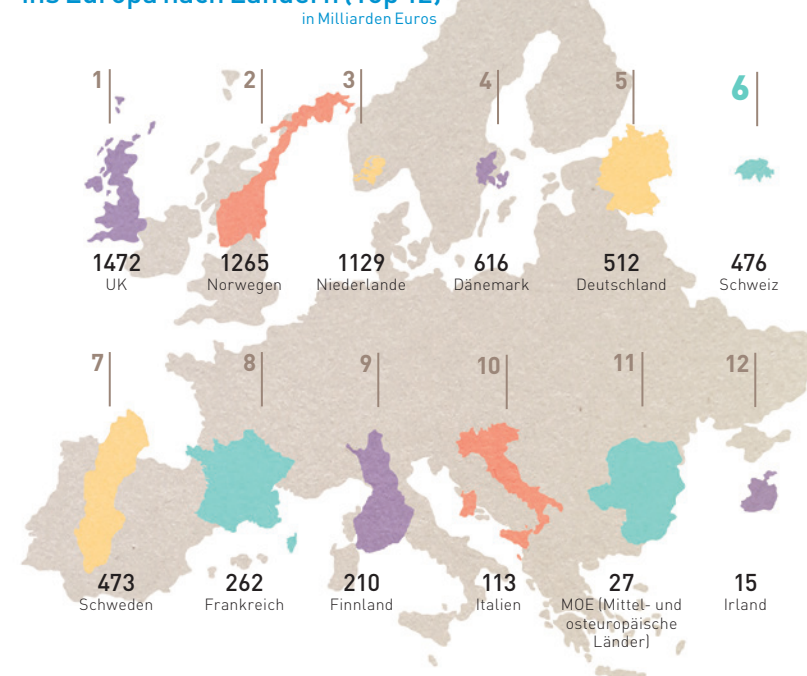 in Milliarden Euros
1
2
3
4
5
6
1472
1265
1129
616
512
476
UK
Norwegen
Niederlande
Dänemark
Deutschland
Schweiz
7
8
9
10
11
12
473
262
210
113
27
15
Schweden
Frankreich
Finnland
Italien
MOE (Mittel- und
osteuropäische
Länder)
Irland